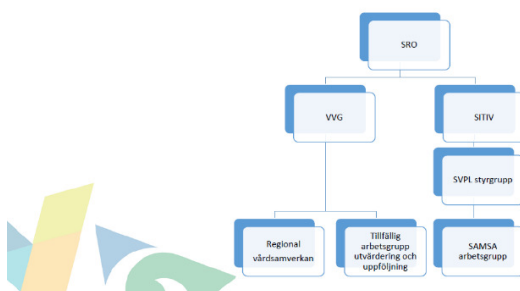 SRO
VVG
SITIV
SVPL styrgrupp
Regional
vårdsamverkan
Tillfällig
arbetsgrupp
utvärdering och
uppföljning
SAMSA
arbetsgrupp